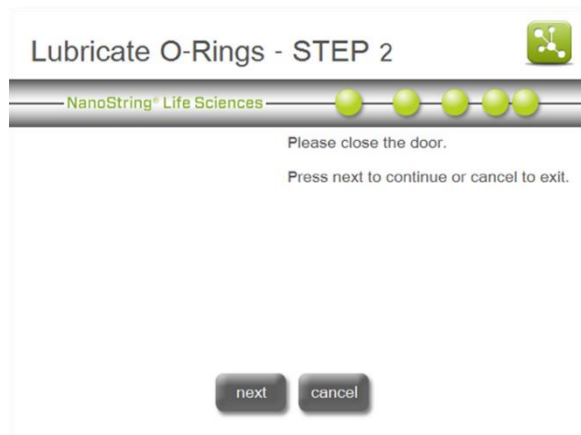 Lubricate O-Rings - STEP 2
NanoString® Life Sciences
Please close the door.
Press next to continue or cancel to exit.
next cancel